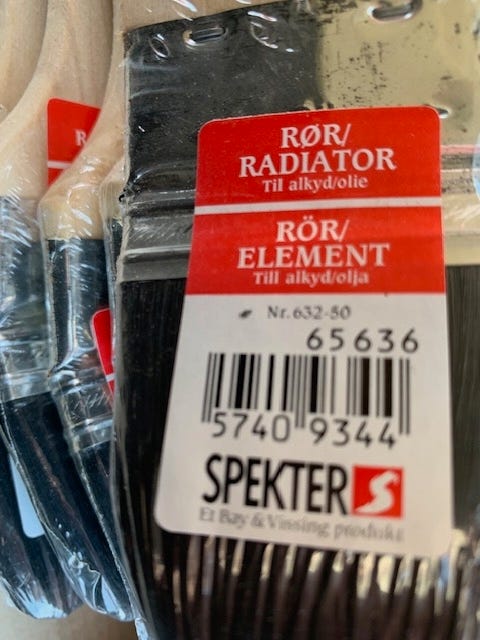 RØR/
RADIATOR
Til alkyd/olie
RÖR/
ELEMENT
Till alkyd/olja
Nr. 632-50
65636
5740 9344
SPEKTER S
Et Bay & Vissing produkt
R